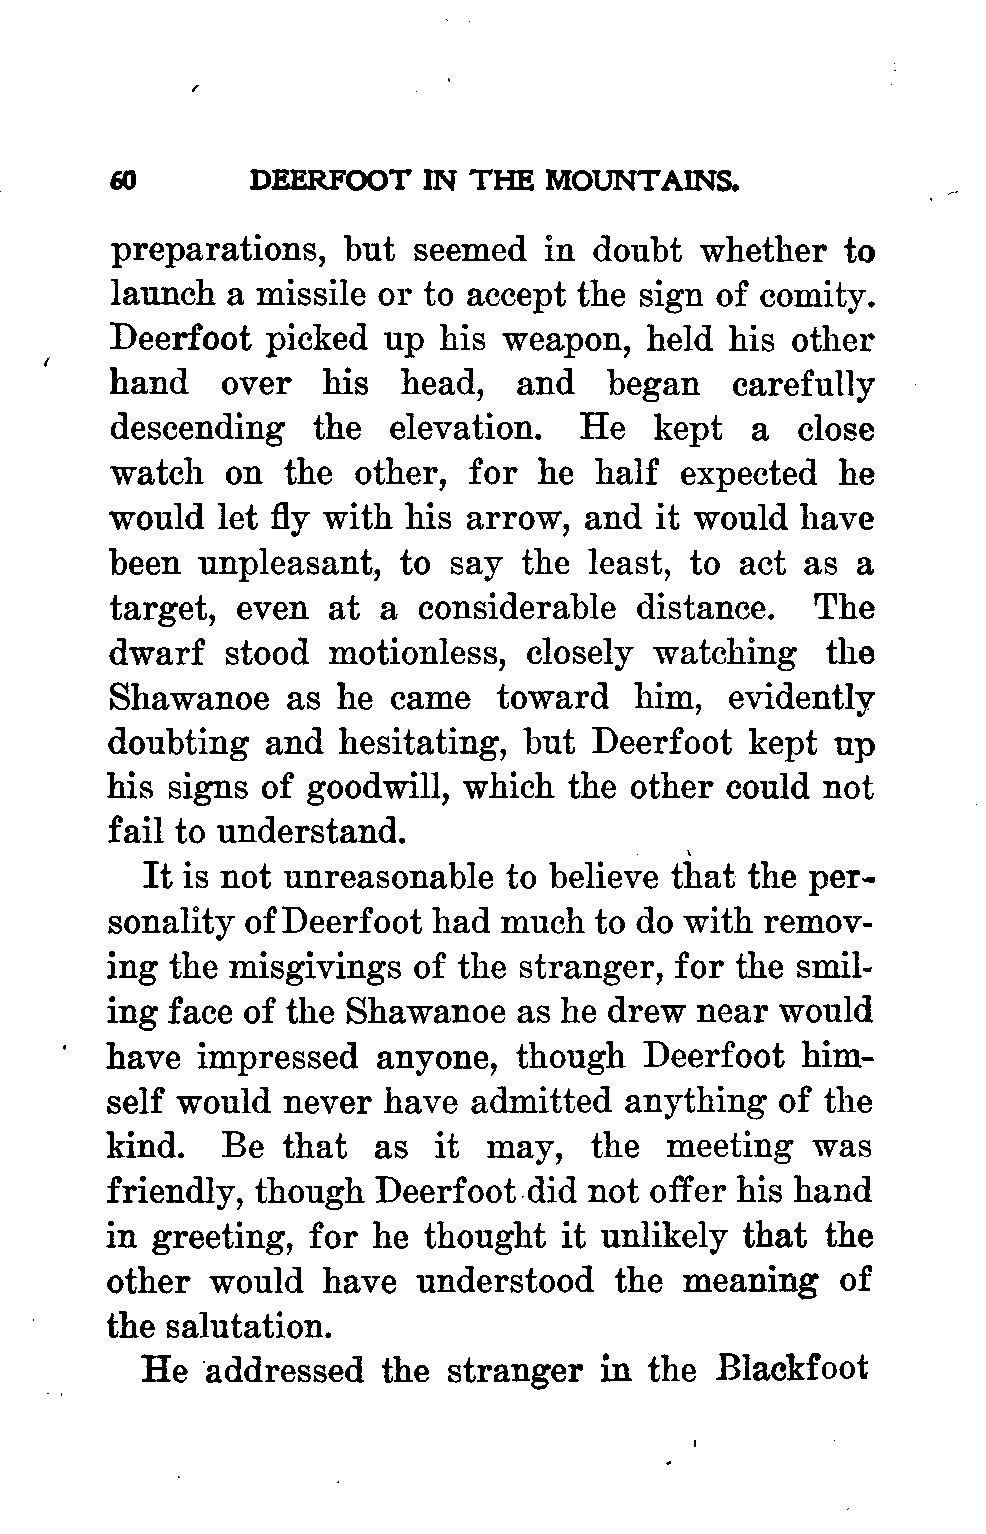 60 DEERFOOT IN THE MOUNTAINS.
preparations, but seemed in doubt whether to
launch a missile or to accept the sign of comity.
Deerfoot picked up his weapon, held his other
hand over his head, and began carefully
descending the elevation. He kept a close
watch on the other, for he half expected he
would let fly with his arrow, and it would have
been unpleasant, to say the least, to act as a
target, even at a considerable distance. The
dwarf stood motionless, closely watching the
Shawanoe as he came toward him, evidently
doubting and hesitating, but Deerfoot kept up
his signs of goodwill, which the other could not
fail to understand.
It is not unreasonable to believe that the per-
sonality of Deerfoot had much to do with remov-
ing the misgivings of the stranger, for the smil-
ing face of the Shawanoe as he drew near would
have impressed anyone, though Deerfoot him-
self would never have admitted anything of the
kind. Be that as it may, the meeting was
friendly, though Deerfoot did not offer his hand
in greeting, for he thought it unlikely that the
other would have understood the meaning of
the salutation.
He addressed the stranger in the Blackfoot